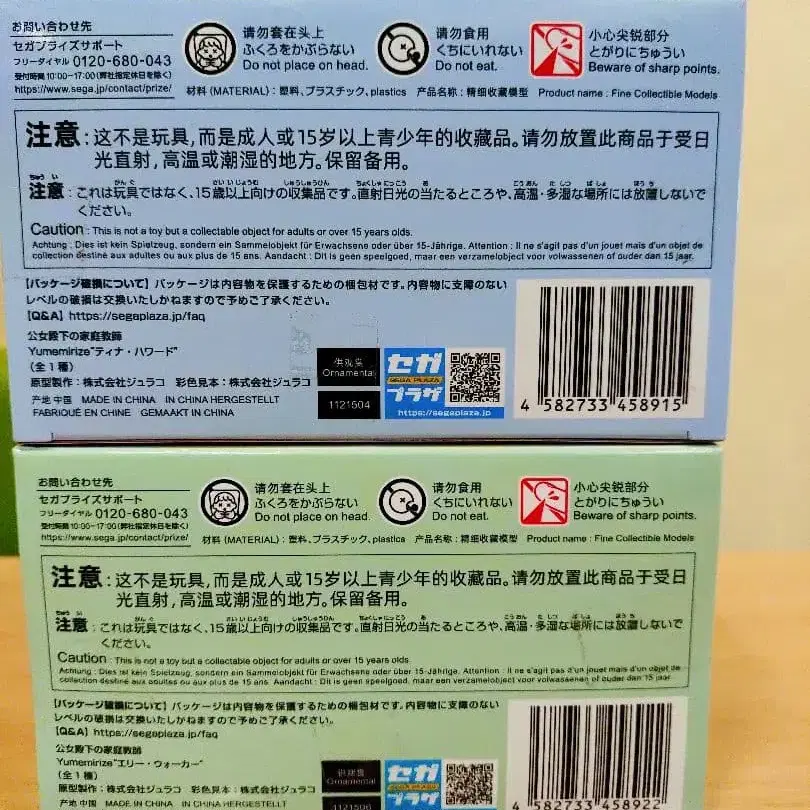 お問い合わせ先
セガプライズサポート
フリーダイヤル 0120-680-043
受付時間 10:00~17:00(弊社指定休日を除く)
https://www.sega.jp/contact/prize/
请勿套在头上
ふくろをかぶらない
Do not place on head.
请勿食用
くちにいれない
Do not eat.
小心尖锐部分
とがりにちゅうい
Beware of sharp points.
材料 (MATERIAL) : 塑料、プラスチック、plastics 产品名称 : 精细收藏模型 Product name : Fine Collectible Models
注意 : 这不是玩具,而是成人或15岁以上青少年的收藏品。请勿放置此商品于受日
光直射,高温或潮湿的地方。保留备用。
注意 : これは玩具ではなく、15歳以上向けの収集品です。直射日光の当たるところや、高温・多湿な場所には放置しないで
ください。
Caution : This is not a toy but a collectable object for adults or over 15 years olds.
Achtung : Dies ist kein Spielzeug, sondern ein Sammelobjekt für Erwachsene oder über 15-Jährige. Attention : Il ne s'agit pas d'un jouet mais d'un objet de
collection destiné aux adultes ou aux plus de 15 ans. Aandacht : Dit is geen speelgoed, maar een verzamelobject voor volwassenen of ouder dan 15 jaar.
【パッケージ破損について】パッケージは内容物を保護するための梱包材です。内容物に支障のない
レベルの破損は交換いたしかねますので予めご了承ください。
【Q&A】https://segaplaza.jp/faq
公女殿下の家庭教師
Yumemirize"ティナ・ハワード"
(全1種)
原型製作 : 株式会社ジュラコ 彩色見本 : 株式会社ジュラコ
产地 中国 MADE IN CHINA IN CHINA HERGESTELLT
FABRIQUÉ EN CHINE GEMAAKT IN CHINA
供观赏
Ornamental
1121504
セガ
SEGA PLAZA
プラザ
https://segaplaza.jp
4 582733 458915
お問い合わせ先
セガプライズサポート
フリーダイヤル 0120-680-043
受付時間 10:00~17:00(弊社指定休日を除く)
https://www.sega.jp/contact/prize/
请勿套在头上
ふくろをかぶらない
Do not place on head.
请勿食用
くちにいれない
Do not eat.
小心尖锐部分
とがりにちゅうい
Beware of sharp points.
材料 (MATERIAL) : 塑料、プラスチック、plastics 产品名称 : 精细收藏模型 Product name : Fine Collectible Models
注意 : 这不是玩具,而是成人或15岁以上青少年的收藏品。请勿放置此商品于受日
光直射,高温或潮湿的地方。保留备用。
注意 : これは玩具ではなく、15歳以上向けの収集品です。直射日光の当たるところや、高温・多湿な場所には放置しないで
ください。
Caution : This is not a toy but a collectable object for adults or over 15 years olds.
Achtung : Dies ist kein Spielzeug, sondern ein Sammelobjekt für Erwachsene oder über 15-Jährige. Attention : Il ne s'agit pas d'un jouet mais d'un objet de
collection destiné aux adultes ou aux plus de 15 ans. Aandacht : Dit is geen speelgoed, maar een verzamelobject voor volwassenen of ouder dan 15 jaar.
【パッケージ破損について】パッケージは内容物を保護するための梱包材です。内容物に支障のない
レベルの破損は交換いたしかねますので予めご了承ください。
【Q&A】https://segaplaza.jp/faq
公女殿下の家庭教師
Yumemirize"エリー・ウォーカー"
(全1種)
原型製作 : 株式会社ジュラコ 彩色見本 : 株式会社ジュラコ
产地 中国 MADE IN CHINA IN CHINA HERGESTELLT
供观赏
Ornamental
1121506
セガ
SEGA PLAZA
プラザ
4 582733 458922